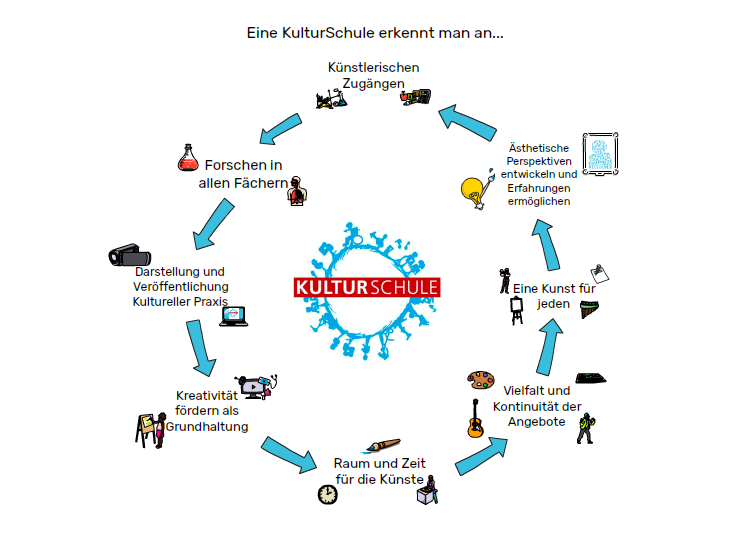 Eine KulturSchule erkennt man an...
Künstlerischen
Zugängen
Forschen in
allen Fächern
Darstellung und
Veröffentlichung
Kultureller Praxis
Kreativität
fördern als
Grundhaltung
Raum und Zeit
für die Künste
Vielfalt und
Kontinuität der
Angebote
Eine Kunst für
jeden
Ästhetische
Perspektiven
entwickeln und
Erfahrungen
ermöglichen
KULTURSCHULE